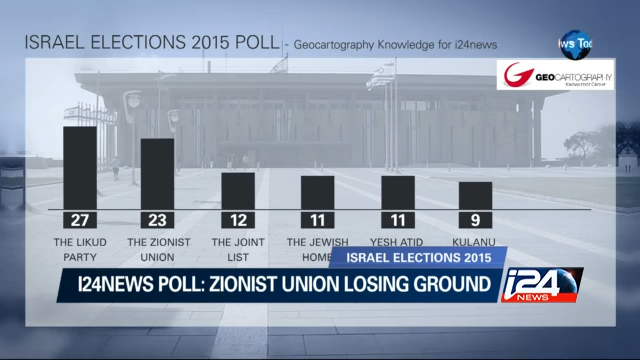 ISRAEL ELECTIONS 2015 POLL - Geocartography Knowledge for i24news
ws Too
GEOCARTOGRAPHY
27 23 12 11 11 9
THE LIKUD PARTY
THE ZIONIST UNION
THE JOINT LIST
THE JEWISH HOME
YESH ATID
KULANU
ISRAEL ELECTIONS 2015
I24NEWS POLL: ZIONIST UNION LOSING GROUND
i24
NEWS